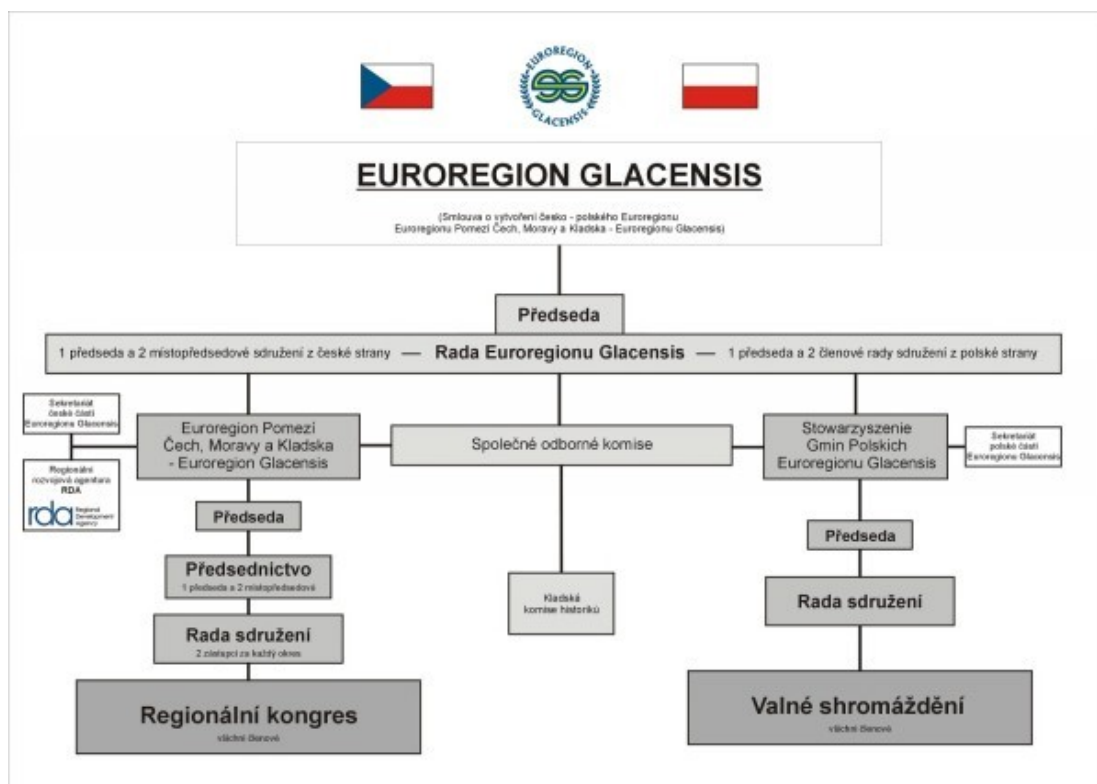 EUROREGION
GLACENSIS
EUROREGION GLACENSIS
(Smlouva o vytvoření česko - polského Euroregionu
Euroregionu Pomezí Čech, Moravy a Kladska - Euroregionu Glacensis)
Předseda
1 předseda a 2 místopředsedové sdružení z české strany — Rada Euroregionu Glacensis — 1 předseda a 2 členové rady sdružení z polské strany
Sekretariát
české části
Euroregionu Glacensis
Euroregion Pomezí
Čech, Moravy a Kladska
- Euroregion Glacensis
Společné odborné komise
Stowarzyszenie
Gmin Polskich
Euroregionu Glacensis
Sekretariát
polské části
Euroregionu Glacensis
Regionální
rozvojová agentura
RDA
rda Regional
Development
Agency
Předseda
Předseda
Předsednictvo
1 předseda a 2 místopředsedové
Kladská
komise historiků
Rada sdružení
Rada sdružení
2 zástupci za každý okres
Regionální kongres
všichni členové
Valné shromáždění
všichni členové